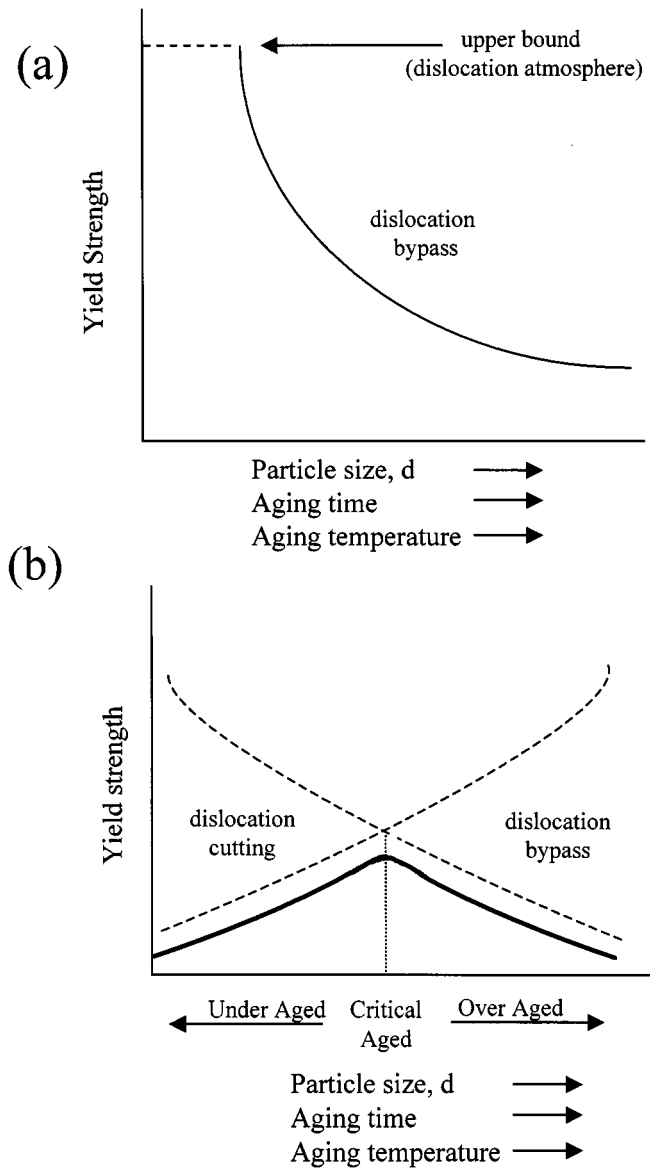 (a)
upper bound
(dislocation atmosphere)
Yield Strength
dislocation
bypass
Particle size, d
Aging time
Aging temperature
(b)
Yield strength
dislocation
cutting
dislocation
bypass
Under Aged
Critical
Aged
Over Aged
Particle size, d
Aging time
Aging temperature